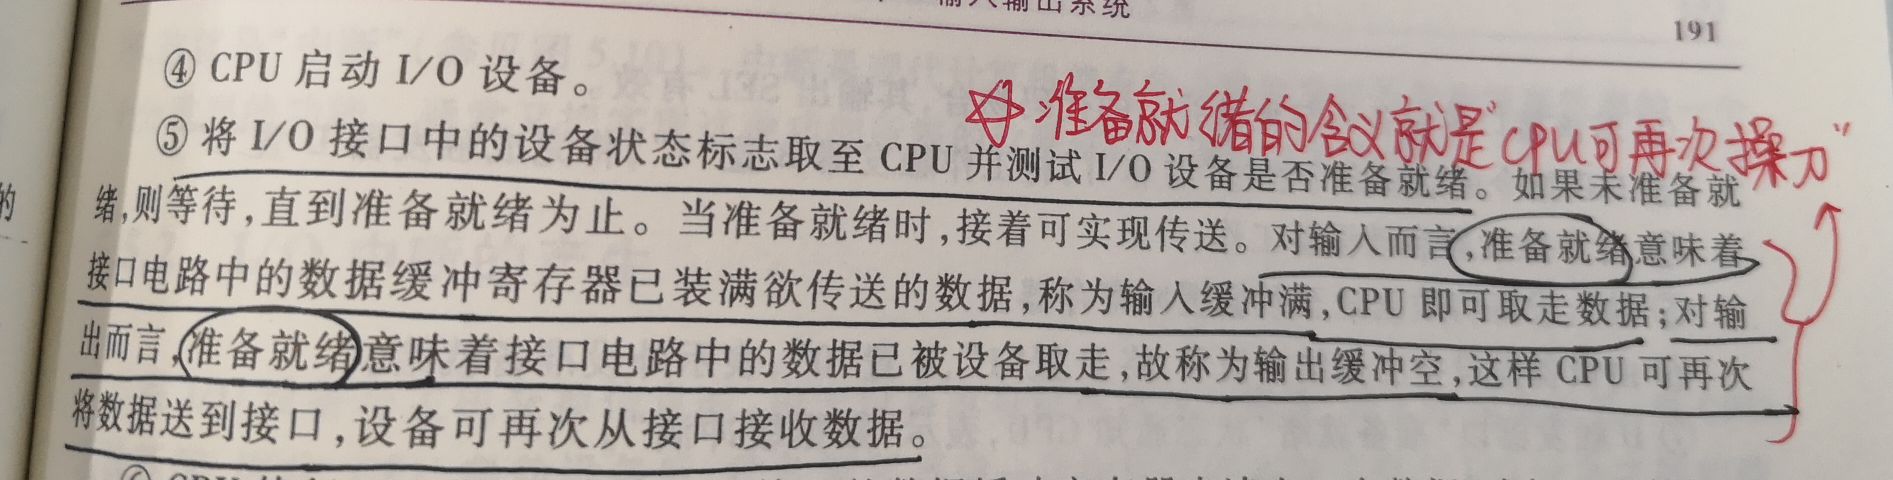 输入输出系统
191
④ CPU 启动 I/O 设备。
☆ 准备就绪的含义就是"CPU可再次操刀"
⑤ 将 I/O 接口中的设备状态标志取至 CPU 并测试 I/O 设备是否准备就绪。如果未准备就
绪,则等待,直到准备就绪为止。当准备就绪时,接着可实现传送。对输入而言,准备就绪意味着
接口电路中的数据缓冲寄存器已装满欲传送的数据,称为输入缓冲满,CPU 即可取走数据;对输
出而言,准备就绪意味着接口电路中的数据已被设备取走,故称为输出缓冲空,这样 CPU 可再次
将数据送到接口,设备可再次从接口接收数据。
的